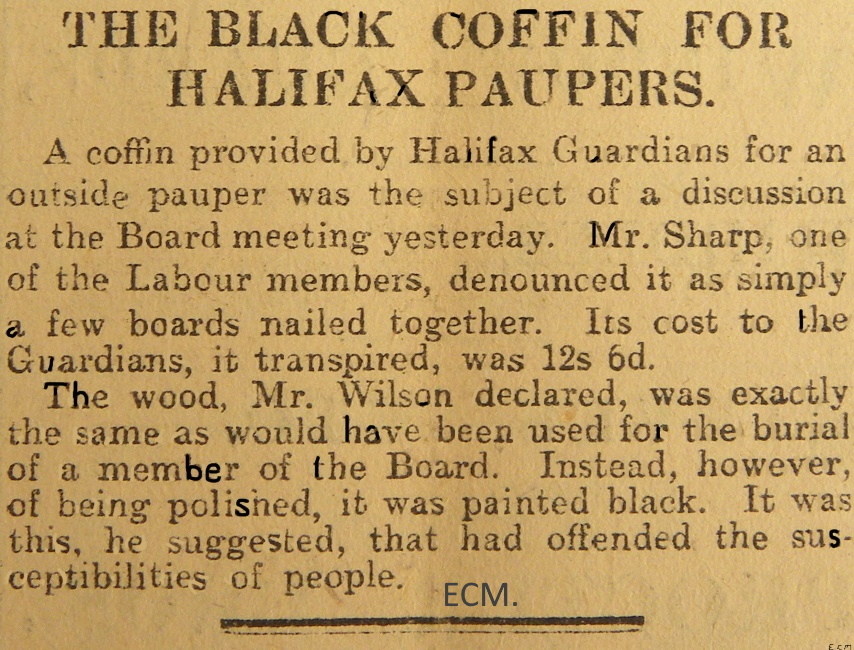 THE BLACK COFFIN FOR
HALIFAX PAUPERS.
A coffin provided by Halifax Guardians for an
outside pauper was the subject of a discussion
at the Board meeting yesterday. Mr. Sharp, one
of the Labour members, denounced it as simply
a few boards nailed together. Its cost to the
Guardians, it transpired, was 12s 6d.
The wood, Mr. Wilson declared, was exactly
the same as would have been used for the burial
of a member of the Board. Instead, however,
of being polished, it was painted black. It was
this, he suggested, that had offended the sus-
ceptibilities of people.
ECM.
ECM